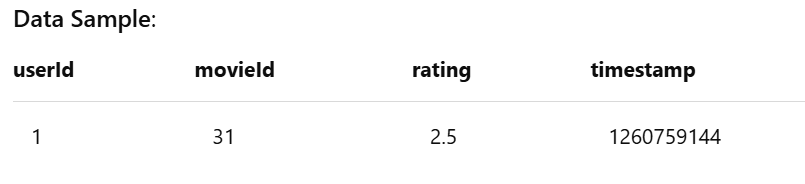 Data Sample:
userId movieId rating timestamp
1 31 2.5 1260759144